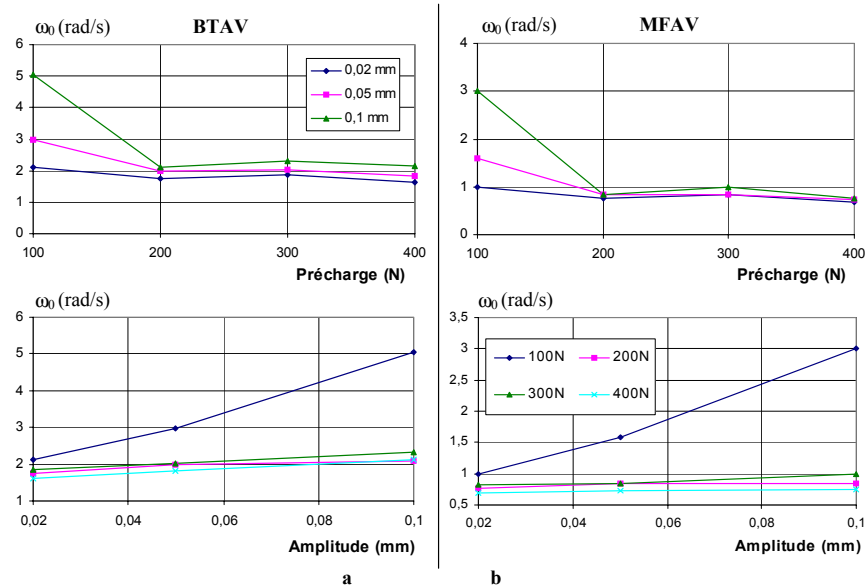 ω₀ (rad/s) BTAV
6
5
4
3
2
1
0
0,02 mm
0,05 mm
0,1 mm
100 200 300 400
Précharge (N)
ω₀ (rad/s) MFAV
4
3
2
1
0
100 200 300 400
Précharge (N)
ω₀ (rad/s)
6
5
4
3
2
1
0,02 0,04 0,06 0,08 0,1
Amplitude (mm)
a
ω₀ (rad/s)
3,5
3
2,5
2
1,5
1
0,5
100N 200N
300N 400N
0,02 0,04 0,06 0,08 0,1
Amplitude (mm)
b